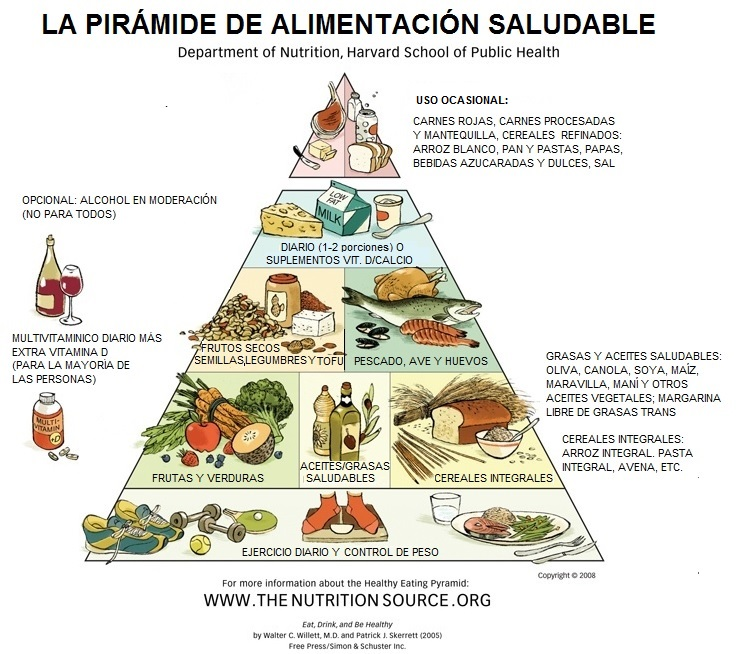 LA PIRÁMIDE DE ALIMENTACIÓN SALUDABLE
Department of Nutrition, Harvard School of Public Health
USO OCASIONAL:
CARNES ROJAS, CARNES PROCESADAS
Y MANTEQUILLA, CEREALES REFINADOS:
ARROZ BLANCO, PAN Y PASTAS, PAPAS,
BEBIDAS AZUCARADAS Y DULCES, SAL
OPCIONAL: ALCOHOL EN MODERACIÓN
(NO PARA TODOS)
LOW
FAT
MILK
DIARIO (1-2 porciones) O
SUPLEMENTOS VIT. D/CALCIO
MULTIVITAMINICO DIARIO MÁS
EXTRA VITAMINA D
(PARA LA MAYORÍA DE
LAS PERSONAS)
MULTI-
VITAMIN
+D
FRUTOS SECOS
SEMILLAS,LEGUMBRES Y TOFU
PESCADO, AVE Y HUEVOS
GRASAS Y ACEITES SALUDABLES:
OLIVA, CANOLA, SOYA, MAÍZ,
MARAVILLA, MANÍ Y OTROS
ACEITES VEGETALES; MARGARINA
LIBRE DE GRASAS TRANS
CEREALES INTEGRALES:
ARROZ INTEGRAL. PASTA
INTEGRAL, AVENA, ETC.
FRUTAS Y VERDURAS
ACEITES/GRASAS
SALUDABLES
CEREALES INTEGRALES
EJERCICIO DIARIO Y CONTROL DE PESO
Copyright © 2008
For more information about the Healthy Eating Pyramid:
WWW.THE NUTRITION SOURCE.ORG
Eat, Drink, and Be Healthy
by Walter C. Willett, M.D. and Patrick J. Skerrett (2005)
Free Press/Simon & Schuster Inc.